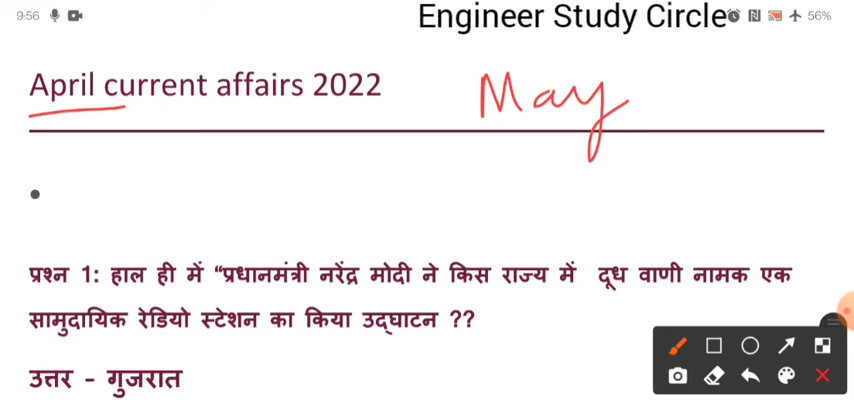 9:56
56%
Engineer Study Circle
April current affairs 2022
May
प्रश्न 1: हाल ही में “प्रधानमंत्री नरेंद्र मोदी ने किस राज्य में दूध वाणी नामक एक
सामुदायिक रेडियो स्टेशन का किया उद्घाटन ??
उत्तर - गुजरात